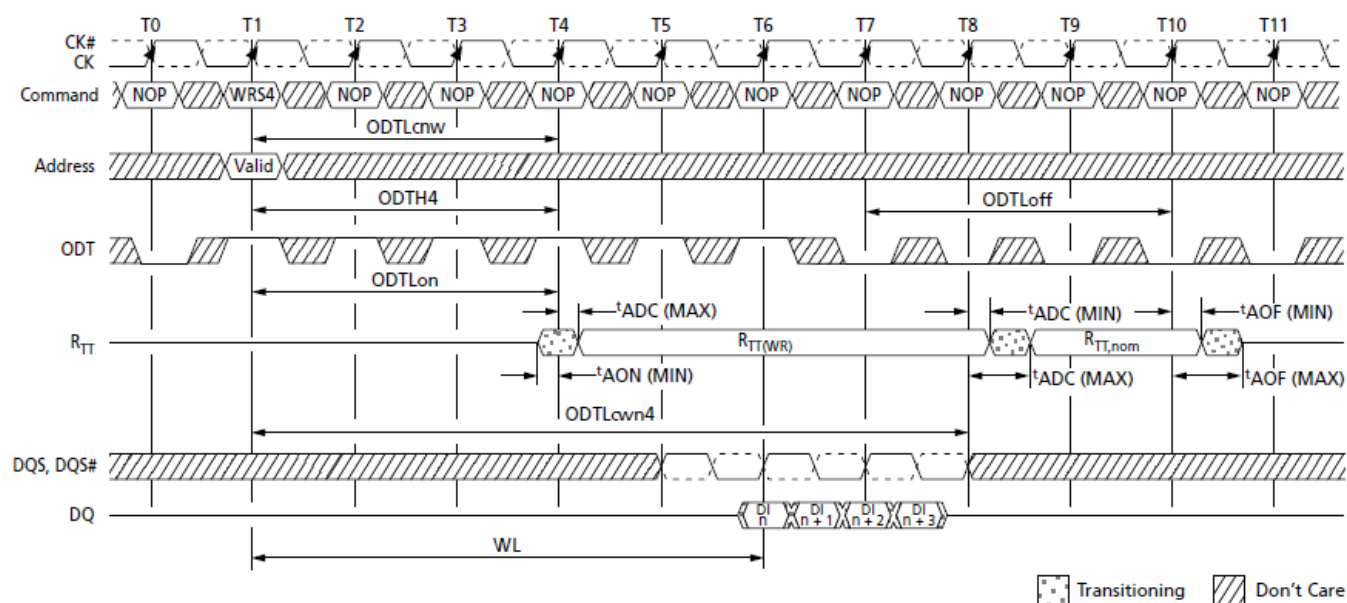 T0 T1 T2 T3 T4 T5 T6 T7 T8 T9 T10 T11
CK#
CK
Command NOP WRS4 NOP NOP NOP NOP NOP NOP NOP NOP NOP NOP
ODTLcnw
Address Valid
ODTH4 ODTLoff
ODT
ODTLon
tADC (MAX) tADC (MIN) tAOF (MIN)
RTT RTT(WR) RTT,nom
tAON (MIN) tADC (MAX) tAOF (MAX)
ODTLcwn4
DQS, DQS#
DQ DI n DI n + 1 DI n + 2 DI n + 3
WL
Transitioning Don't Care